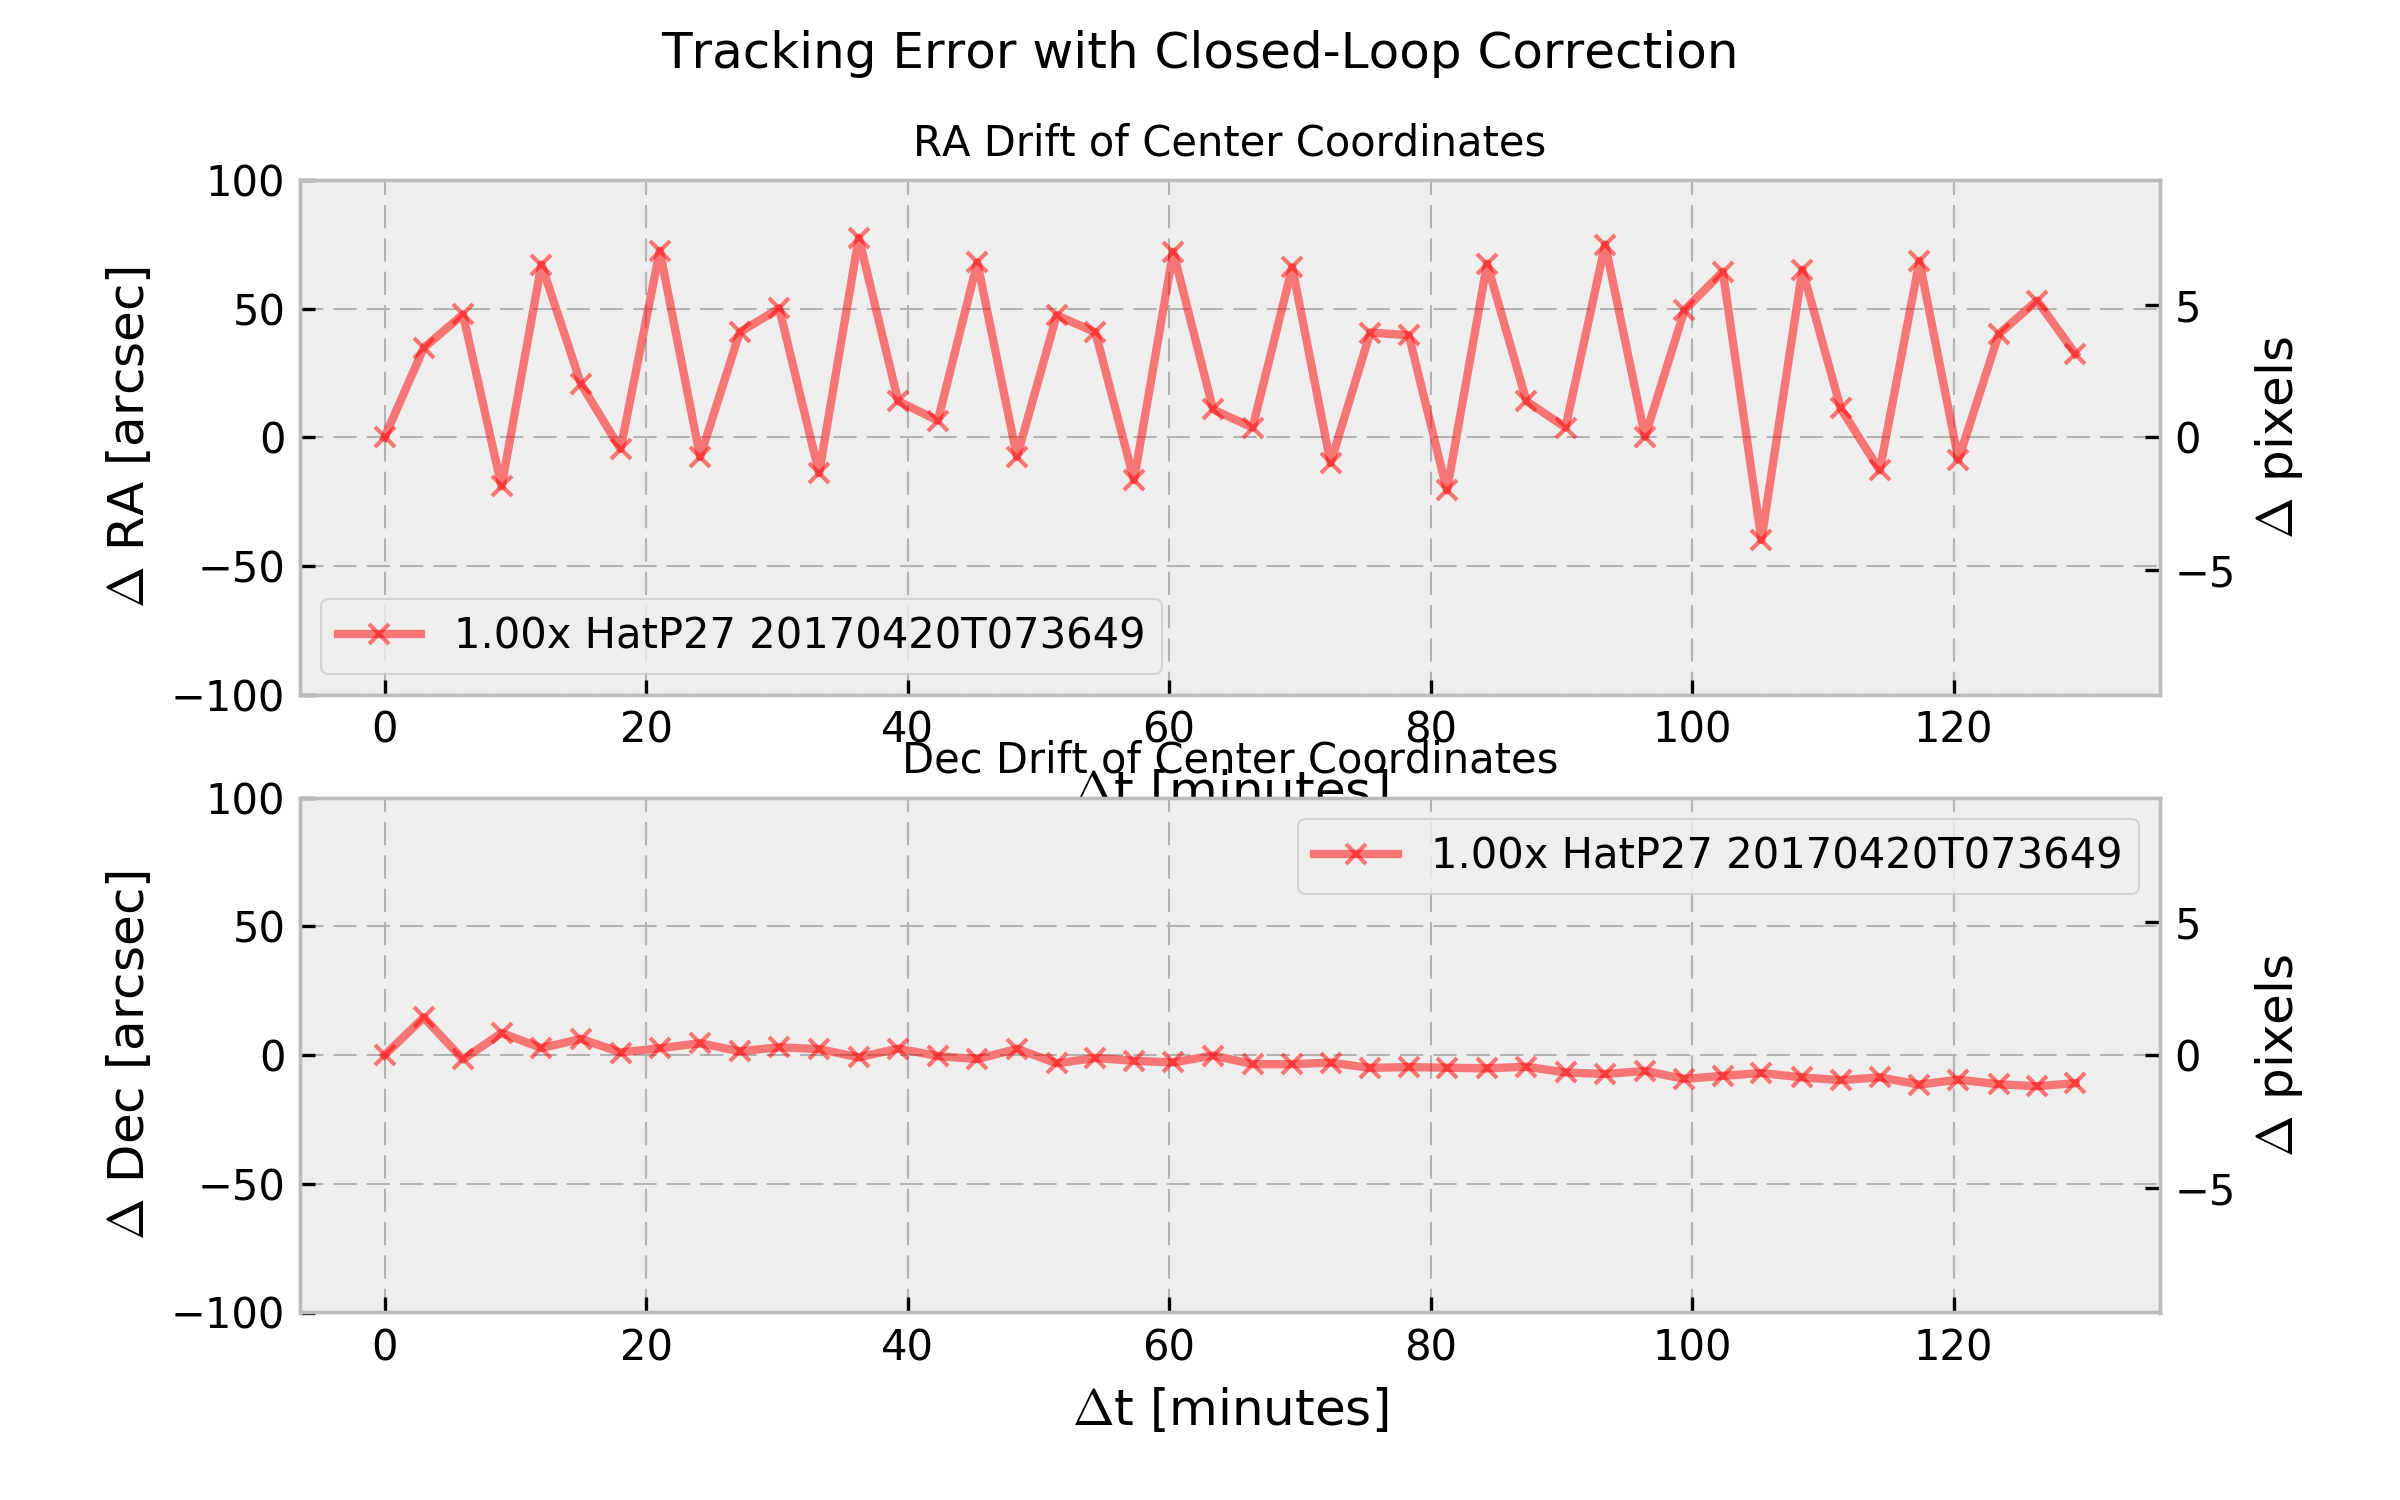 Tracking Error with Closed-Loop Correction
RA Drift of Center Coordinates
Δ RA [arcsec]
100
50
0
−50
−100
5
0
−5
Δ pixels
1.00x HatP27 20170420T073649
0 20 40 60 80 100 120
Δt [minutes]
Dec Drift of Center Coordinates
Δ Dec [arcsec]
100
50
0
−50
−100
1.00x HatP27 20170420T073649
5
0
−5
Δ pixels
0 20 40 60 80 100 120
Δt [minutes]